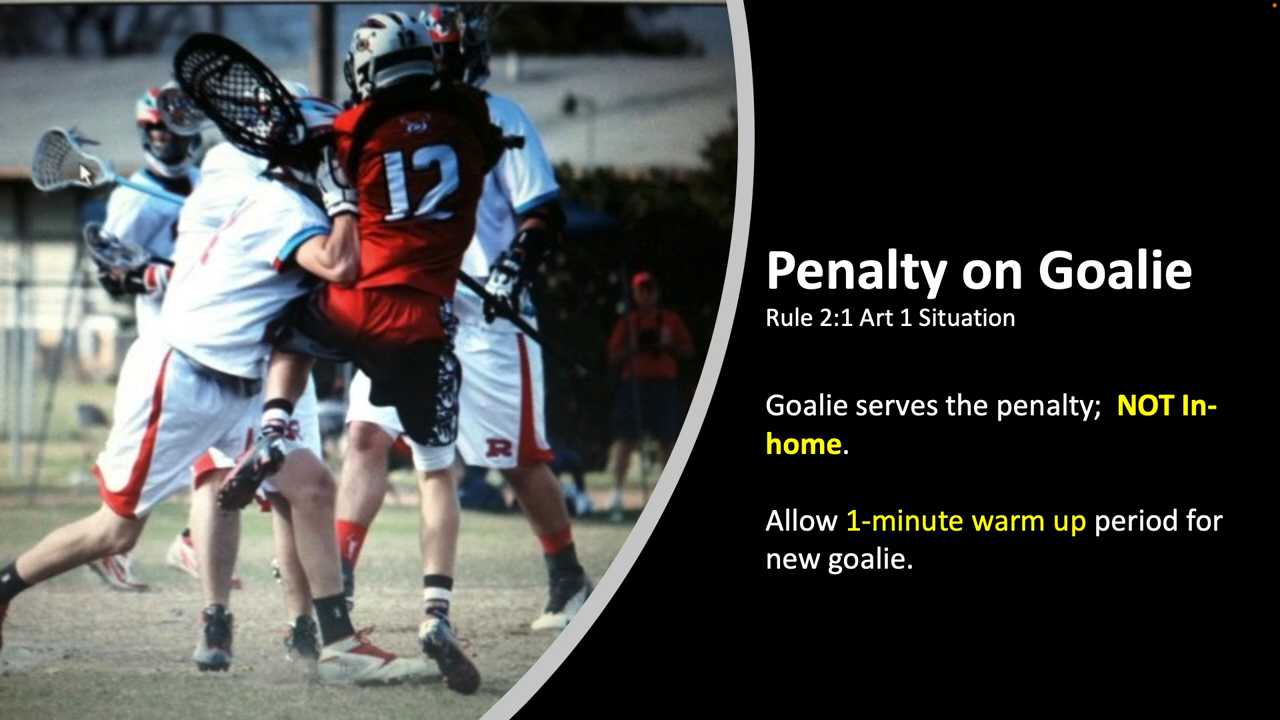 12
12
R
Penalty on Goalie
Rule 2:1 Art 1 Situation
Goalie serves the penalty;  NOT In-
home.
Allow 1-minute warm up period for
new goalie.